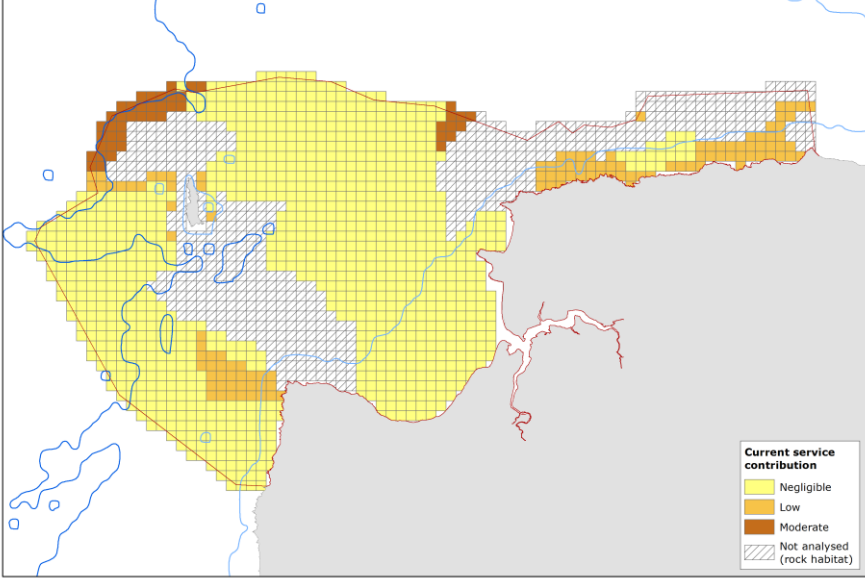 Current service
contribution
Negligible
Low
Moderate
Not analysed
(rock habitat)